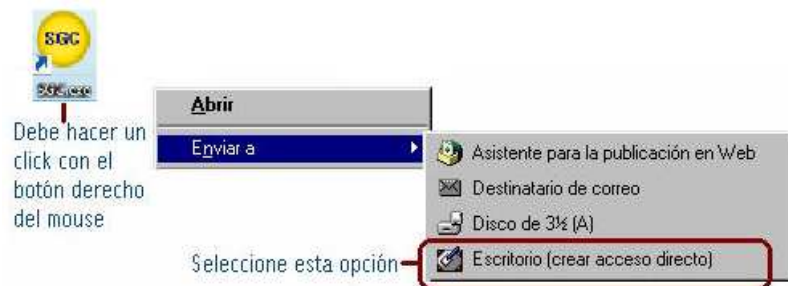 SGC
SGC.exe
Debe hacer un
click con el
botón derecho
del mouse
Abrir
Enviar a
Asistente para la publicación en Web
Destinatario de correo
Disco de 3½ (A)
Escritorio (crear acceso directo)
Seleccione esta opción